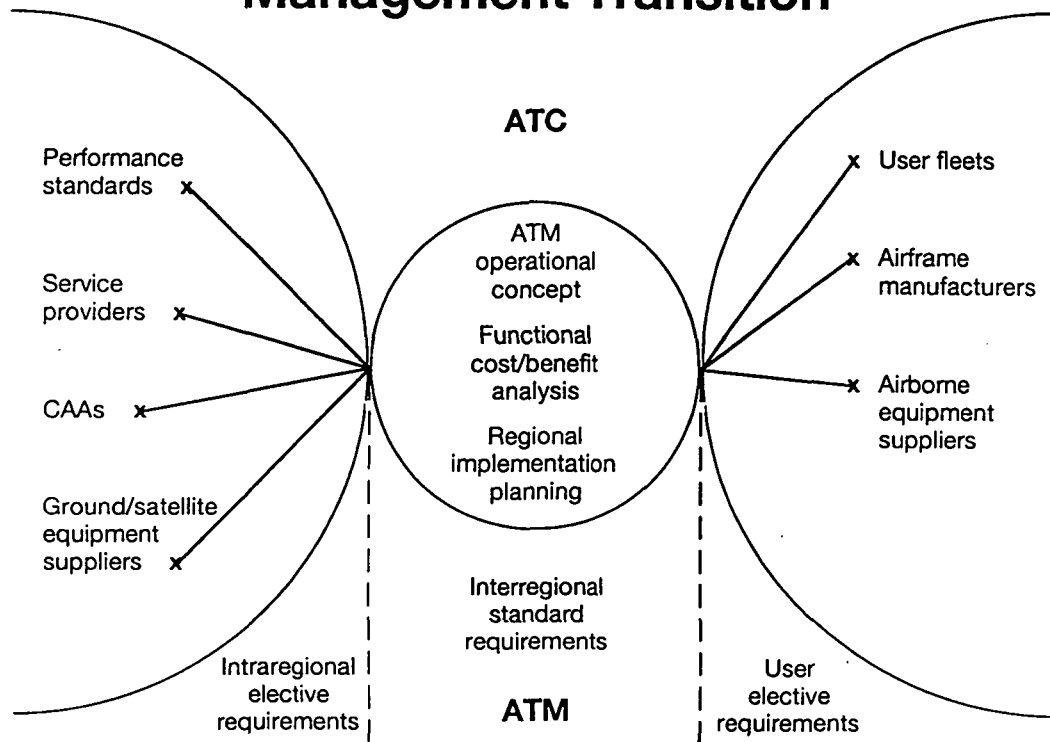 Management Transition
ATC
Performance
standards
Service
providers
CAAs
Ground/satellite
equipment
suppliers
ATM
operational
concept
Functional
cost/benefit
analysis
Regional
implementation
planning
User fleets
Airframe
manufacturers
Airborne
equipment
suppliers
Interregional
standard
requirements
Intraregional
elective
requirements
User
elective
requirements
ATM